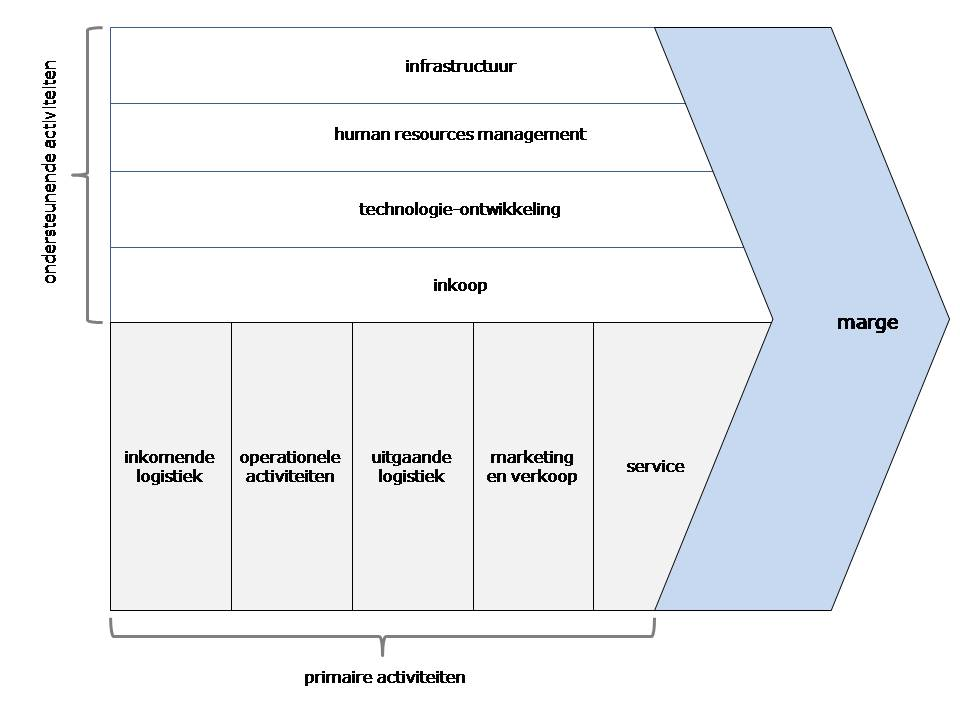 ondersteunende activiteiten
infrastructuur
human resources management
technologie-ontwikkeling
inkoop
marge
inkomende
logistiek
operationele
activiteiten
uitgaande
logistiek
marketing
en verkoop
service
primaire activiteiten